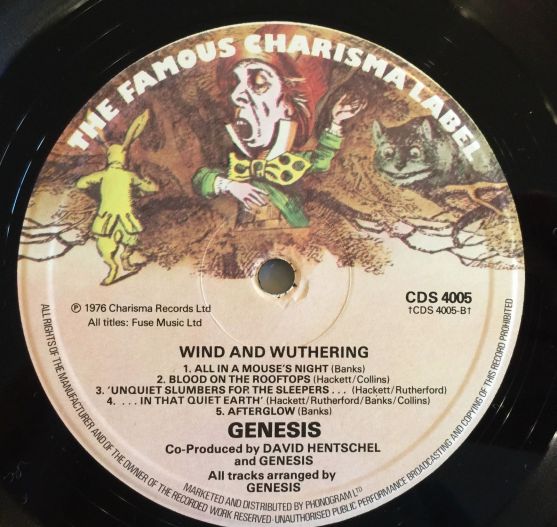 THE FAMOUS CHARISMA LABEL
℗ 1976 Charisma Records Ltd
All titles: Fuse Music Ltd
CDS 4005
†CDS 4005-B†
WIND AND WUTHERING
1. ALL IN A MOUSE'S NIGHT (Banks)
2. BLOOD ON THE ROOFTOPS (Hackett/Collins)
3. 'UNQUIET SLUMBERS FOR THE SLEEPERS . . . (Hackett/Rutherford)
4. . . . IN THAT QUIET EARTH' (Hackett/Rutherford/Banks/Collins)
5. AFTERGLOW (Banks)
GENESIS
Co-Produced by DAVID HENTSCHEL
and GENESIS
All tracks arranged by
GENESIS
MARKETED AND DISTRIBUTED BY PHONOGRAM LTD
ALL RIGHTS OF THE MANUFACTURER AND OF THE OWNER OF THE RECORDED WORK RESERVED · UNAUTHORISED PUBLIC PERFORMANCE BROADCASTING AND COPYING OF THIS RECORD PROHIBITED